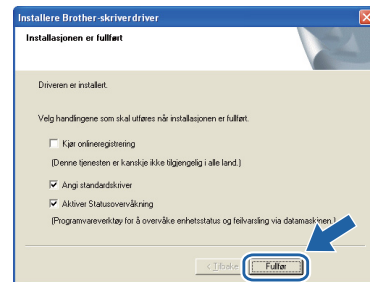 Installere Brother-skriverdriver
Installasjonen er fullført
Driveren er installert.
Velg handlingene som skal utføres når installasjonen er fullført.
Kjør onlineregistrering
(Denne tjenesten er kanskje ikke tilgjengelig i alle land.)
Angi standardskriver
Aktiver Statusovervåkning
(Programvareverktøy for å overvåke enhetsstatus og feilvarsling via datamaskinen.)
< Tilbake
Fullfør